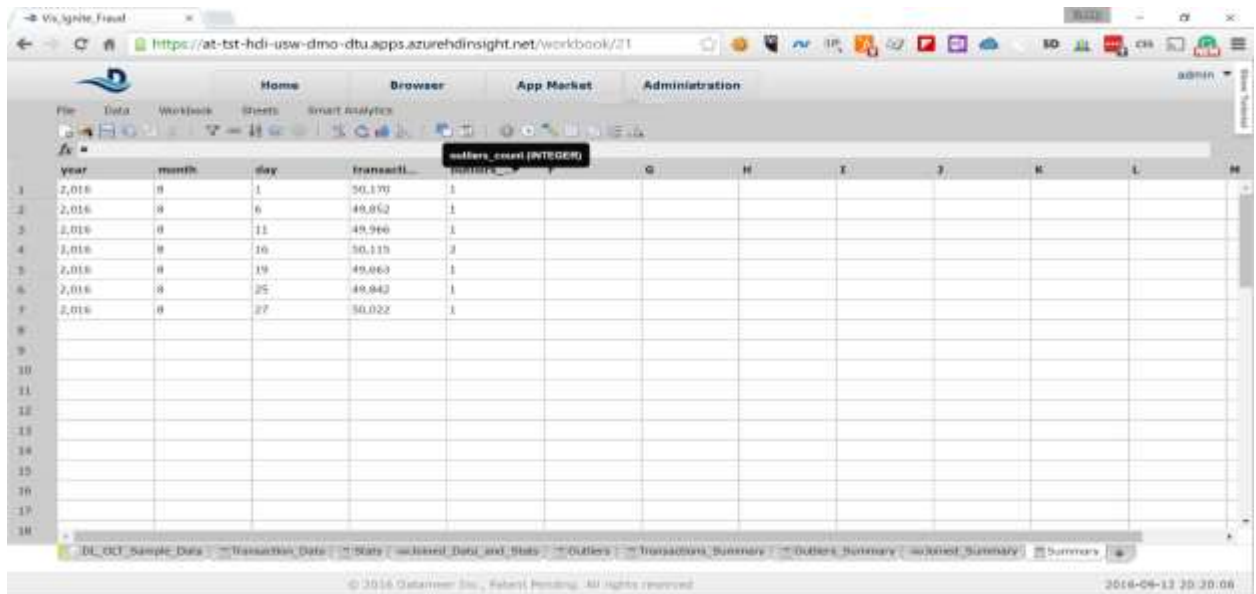 Vis_Ignite_Fraud
https://at-tst-hdi-usw-dmo-dtu.apps.azurehdinsight.net/workbook/21
Home Browser App Market Administration admin
File Data Workbook Sheets Smart Analytics
fx =
outliers_count (INTEGER)
year month day transacti... outliers_... F G H I J K L M
1 2,016 8 1 50,170 1
2 2,016 8 6 49,852 1
3 2,016 8 11 49,966 1
4 2,016 8 16 50,115 2
5 2,016 8 19 1
6 2,016 8 25 1
7 2,016 8 27 50,022 1
8
9
10
11
12
13
14
15
16
17
18
DL_OCT_Sample_Data Transaction_Data Stats Joined_Data_and_Stats Outliers Transactions_Summary Outliers_Summary Joined_Summary Summary
© 2016 Datameer Inc., Patent Pending. All rights reserved 2016-09-12 20:20:06